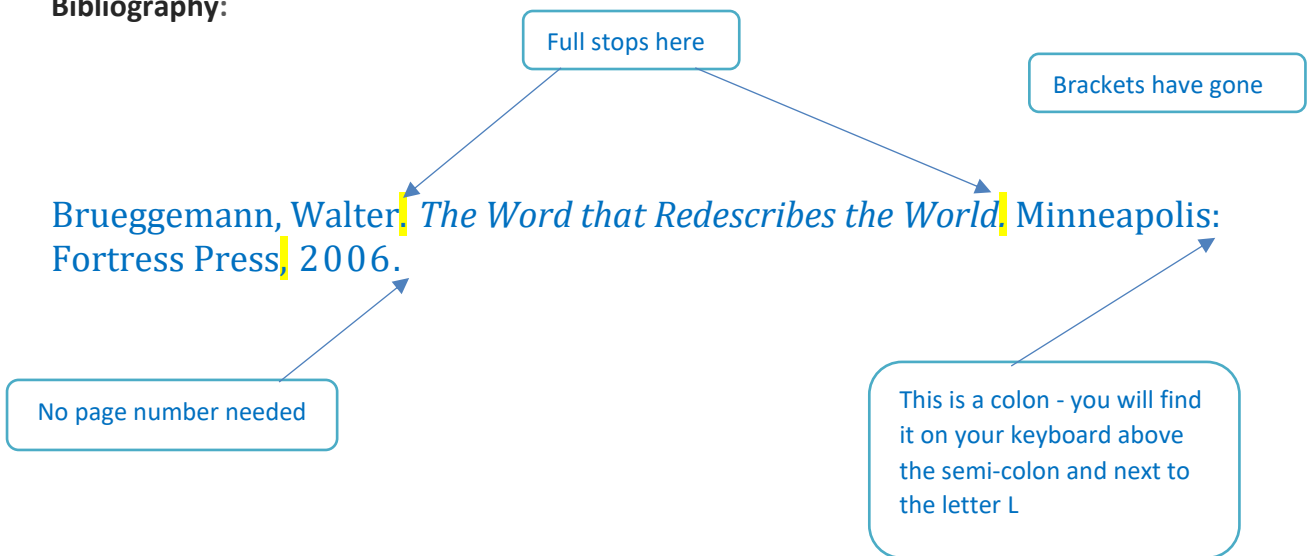 Bibliography:
Full stops here
Brackets have gone
Brueggemann, Walter. The Word that Redescribes the World. Minneapolis:
Fortress Press, 2006.
No page number needed
This is a colon - you will find
it on your keyboard above
the semi-colon and next to
the letter L